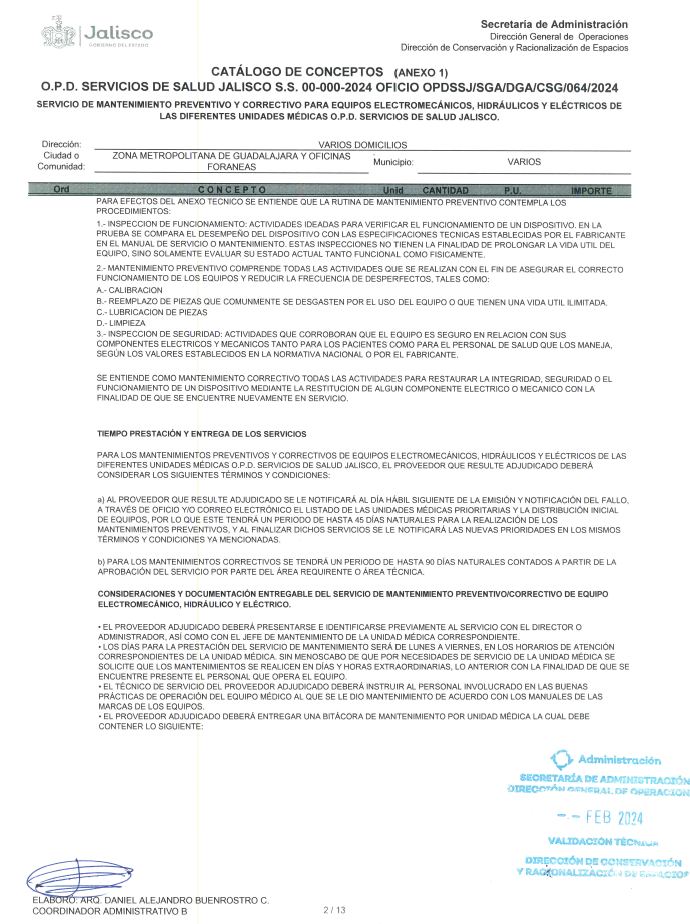 Jalisco
GOBIERNO DEL ESTADO
Secretaría de Administración
Dirección General de Operaciones
Dirección de Conservación y Racionalización de Espacios
CATÁLOGO DE CONCEPTOS (ANEXO 1)
O.P.D. SERVICIOS DE SALUD JALISCO S.S. 00-000-2024 OFICIO OPDSSJ/SGA/DGA/CSG/064/2024
SERVICIO DE MANTENIMIENTO PREVENTIVO Y CORRECTIVO PARA EQUIPOS ELECTROMECÁNICOS, HIDRÁULICOS Y ELÉCTRICOS DE
LAS DIFERENTES UNIDADES MÉDICAS O.P.D. SERVICIOS DE SALUD JALISCO.
Dirección: VARIOS DOMICILIOS
Ciudad o Comunidad: ZONA METROPOLITANA DE GUADALAJARA Y OFICINAS FORANEAS Municipio: VARIOS
Ord CONCEPTO Uniid CANTIDAD P.U. IMPORTE
PARA EFECTOS DEL ANEXO TECNICO SE ENTIENDE QUE LA RUTINA DE MANTENIMIENTO PREVENTIVO CONTEMPLA LOS
PROCEDIMIENTOS:
1.- INSPECCION DE FUNCIONAMIENTO: ACTIVIDADES IDEADAS PARA VERIFICAR EL FUNCIONAMIENTO DE UN DISPOSITIVO. EN LA
PRUEBA SE COMPARA EL DESEMPEÑO DEL DISPOSITIVO CON LAS ESPECIFICACIONES TECNICAS ESTABLECIDAS POR EL FABRICANTE
EN EL MANUAL DE SERVICIO O MANTENIMIENTO. ESTAS INSPECCIONES NO TIENEN LA FINALIDAD DE PROLONGAR LA VIDA UTIL DEL
EQUIPO, SINO SOLAMENTE EVALUAR SU ESTADO ACTUAL TANTO FUNCIONAL COMO FISICAMENTE.
2.- MANTENIMIENTO PREVENTIVO COMPRENDE TODAS LAS ACTIVIDADES QUE SE REALIZAN CON EL FIN DE ASEGURAR EL CORRECTO
FUNCIONAMIENTO DE LOS EQUIPOS Y REDUCIR LA FRECUENCIA DE DESPERFECTOS, TALES COMO:
A.- CALIBRACION
B.- REEMPLAZO DE PIEZAS QUE COMUNMENTE SE DESGASTEN POR EL USO DEL EQUIPO O QUE TIENEN UNA VIDA UTIL ILIMITADA.
C.- LUBRICACION DE PIEZAS
D.- LIMPIEZA
3.- INSPECCION DE SEGURIDAD: ACTIVIDADES QUE CORROBORAN QUE EL EQUIPO ES SEGURO EN RELACION CON SUS
COMPONENTES ELECTRICOS Y MECANICOS TANTO PARA LOS PACIENTES COMO PARA EL PERSONAL DE SALUD QUE LOS MANEJA,
SEGÚN LOS VALORES ESTABLECIDOS EN LA NORMATIVA NACIONAL O POR EL FABRICANTE.
SE ENTIENDE COMO MANTENIMIENTO CORRECTIVO TODAS LAS ACTIVIDADES PARA RESTAURAR LA INTEGRIDAD, SEGURIDAD O EL
FUNCIONAMIENTO DE UN DISPOSITIVO MEDIANTE LA RESTITUCION DE ALGUN COMPONENTE ELECTRICO O MECANICO CON LA
FINALIDAD DE QUE SE ENCUENTRE NUEVAMENTE EN SERVICIO.
TIEMPO PRESTACIÓN Y ENTREGA DE LOS SERVICIOS
PARA LOS MANTENIMIENTOS PREVENTIVOS Y CORRECTIVOS DE EQUIPOS ELECTROMECÁNICOS, HIDRÁULICOS Y ELÉCTRICOS DE LAS
DIFERENTES UNIDADES MÉDICAS O.P.D. SERVICIOS DE SALUD JALISCO, EL PROVEEDOR QUE RESULTE ADJUDICADO DEBERÁ
CONSIDERAR LOS SIGUIENTES TÉRMINOS Y CONDICIONES:
a) AL PROVEEDOR QUE RESULTE ADJUDICADO SE LE NOTIFICARÁ AL DÍA HÁBIL SIGUIENTE DE LA EMISIÓN Y NOTIFICACIÓN DEL FALLO,
A TRAVÉS DE OFICIO Y/O CORREO ELECTRÓNICO EL LISTADO DE LAS UNIDADES MÉDICAS PRIORITARIAS Y LA DISTRIBUCIÓN INICIAL
DE EQUIPOS, POR LO QUE ESTE TENDRÁ UN PERIODO DE HASTA 45 DÍAS NATURALES PARA LA REALIZACIÓN DE LOS
MANTENIMIENTOS PREVENTIVOS, Y AL FINALIZAR DICHOS SERVICIOS SE LE NOTIFICARÁ LAS NUEVAS PRIORIDADES EN LOS MISMOS
TÉRMINOS Y CONDICIONES YA MENCIONADAS.
b) PARA LOS MANTENIMIENTOS CORRECTIVOS SE TENDRÁ UN PERIODO DE HASTA 90 DÍAS NATURALES CONTADOS A PARTIR DE LA
APROBACIÓN DEL SERVICIO POR PARTE DEL ÁREA REQUIRENTE O ÁREA TÉCNICA.
CONSIDERACIONES Y DOCUMENTACIÓN ENTREGABLE DEL SERVICIO DE MANTENIMIENTO PREVENTIVO/CORRECTIVO DE EQUIPO
ELECTROMECÁNICO, HIDRÁULICO Y ELÉCTRICO.
• EL PROVEEDOR ADJUDICADO DEBERÁ PRESENTARSE E IDENTIFICARSE PREVIAMENTE AL SERVICIO CON EL DIRECTOR O
ADMINISTRADOR, ASÍ COMO CON EL JEFE DE MANTENIMIENTO DE LA UNIDAD MÉDICA CORRESPONDIENTE.
• LOS DÍAS PARA LA PRESTACIÓN DEL SERVICIO DE MANTENIMIENTO SERÁ DE LUNES A VIERNES, EN LOS HORARIOS DE ATENCIÓN
CORRESPONDIENTES DE LA UNIDAD MÉDICA. SIN MENOSCABO DE QUE POR NECESIDADES DE SERVICIO DE LA UNIDAD MÉDICA SE
SOLICITE QUE LOS MANTENIMIENTOS SE REALICEN EN DÍAS Y HORAS EXTRAORDINARIAS, LO ANTERIOR CON LA FINALIDAD DE QUE SE
ENCUENTRE PRESENTE EL PERSONAL QUE OPERA EL EQUIPO.
• EL TÉCNICO DE SERVICIO DEL PROVEEDOR ADJUDICADO DEBERÁ INSTRUIR AL PERSONAL INVOLUCRADO EN LAS BUENAS
PRÁCTICAS DE OPERACIÓN DEL EQUIPO MÉDICO AL QUE SE LE DIO MANTENIMIENTO DE ACUERDO CON LOS MANUALES DE LAS
MARCAS DE LOS EQUIPOS.
• EL PROVEEDOR ADJUDICADO DEBERÁ ENTREGAR UNA BITÁCORA DE MANTENIMIENTO POR UNIDAD MÉDICA LA CUAL DEBE
CONTENER LO SIGUIENTE:
Administración
SECRETARÍA DE ADMINISTRACIÓN
DIRECCIÓN GENERAL DE OPERACION
-- FEB 2024
VALIDACIÓN TÉCNICA
DIRECCIÓN DE CONSERVACIÓN
Y RACIONALIZACIÓN DE ESPACIOS
ELABORÓ: ARQ. DANIEL ALEJANDRO BUENROSTRO C.
COORDINADOR ADMINISTRATIVO B
2 / 13